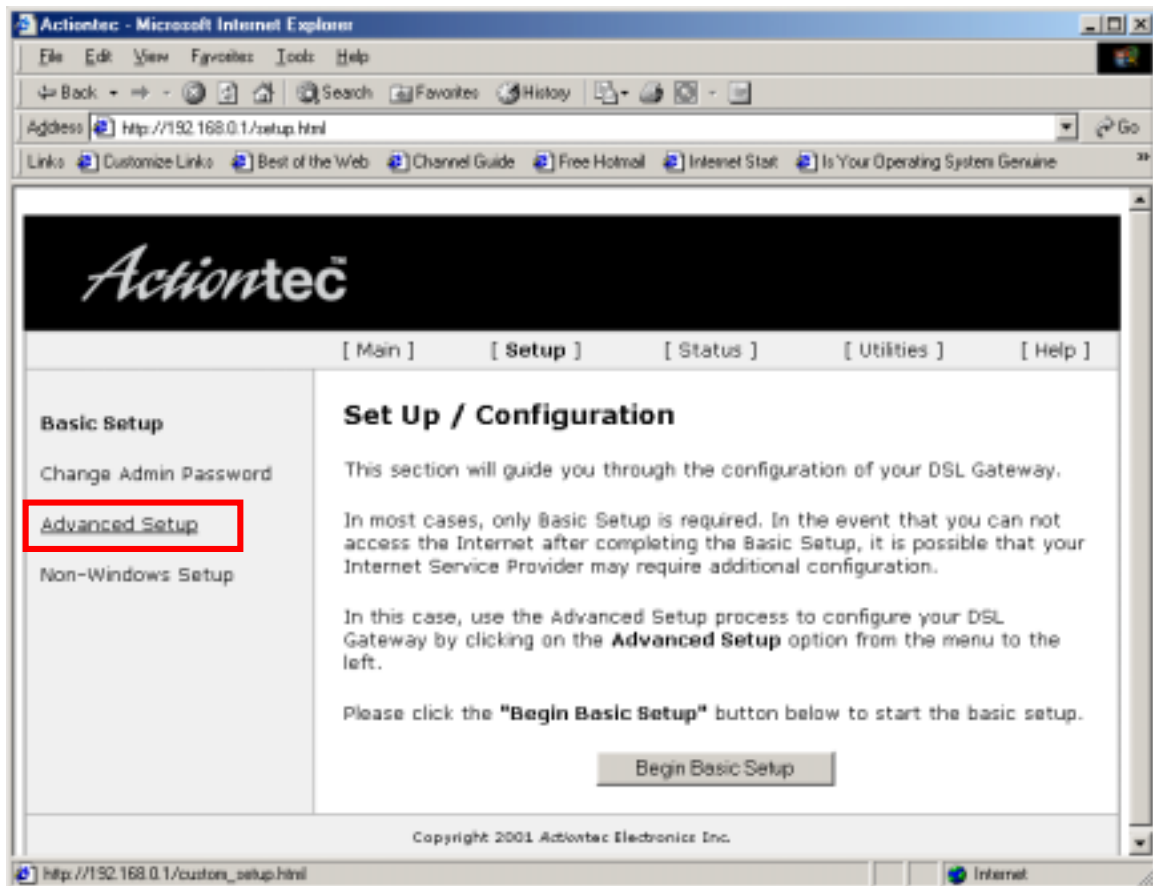 Actiontec - Microsoft Internet Explorer
File Edit View Favorites Tools Help
Back Search Favorites History
Address http://192.168.0.1/setup.html Go
Links Customize Links Best of the Web Channel Guide Free Hotmail Internet Start Is Your Operating System Genuine
Actiontec™
[ Main ] [ Setup ] [ Status ] [ Utilities ] [ Help ]
Basic Setup
Change Admin Password
Advanced Setup
Non-Windows Setup
Set Up / Configuration
This section will guide you through the configuration of your DSL Gateway.
In most cases, only Basic Setup is required. In the event that you can not
access the Internet after completing the Basic Setup, it is possible that your
Internet Service Provider may require additional configuration.
In this case, use the Advanced Setup process to configure your DSL
Gateway by clicking on the Advanced Setup option from the menu to the
left.
Please click the "Begin Basic Setup" button below to start the basic setup.
Begin Basic Setup
Copyright 2001 Actiontec Electronics Inc.
http://192.168.0.1/custom_setup.html Internet